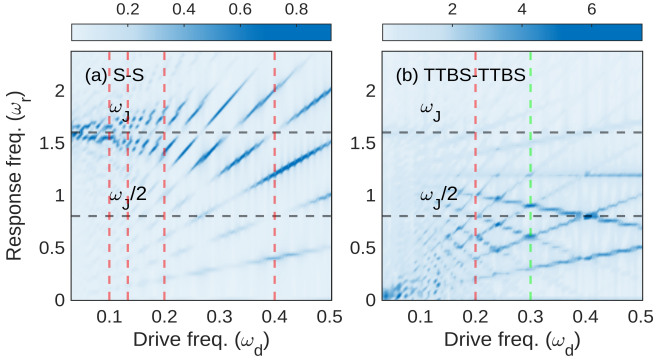 0.2 0.4 0.6 0.8
2 4 6
(a) S-S
(b) TTBS-TTBS
ω_J
ω_J
ω_J/2
ω_J/2
Response freq. (ω_r)
2
1.5
1
0.5
0
2
1.5
1
0.5
0
0.1 0.2 0.3 0.4 0.5
0.1 0.2 0.3 0.4 0.5
Drive freq. (ω_d)
Drive freq. (ω_d)